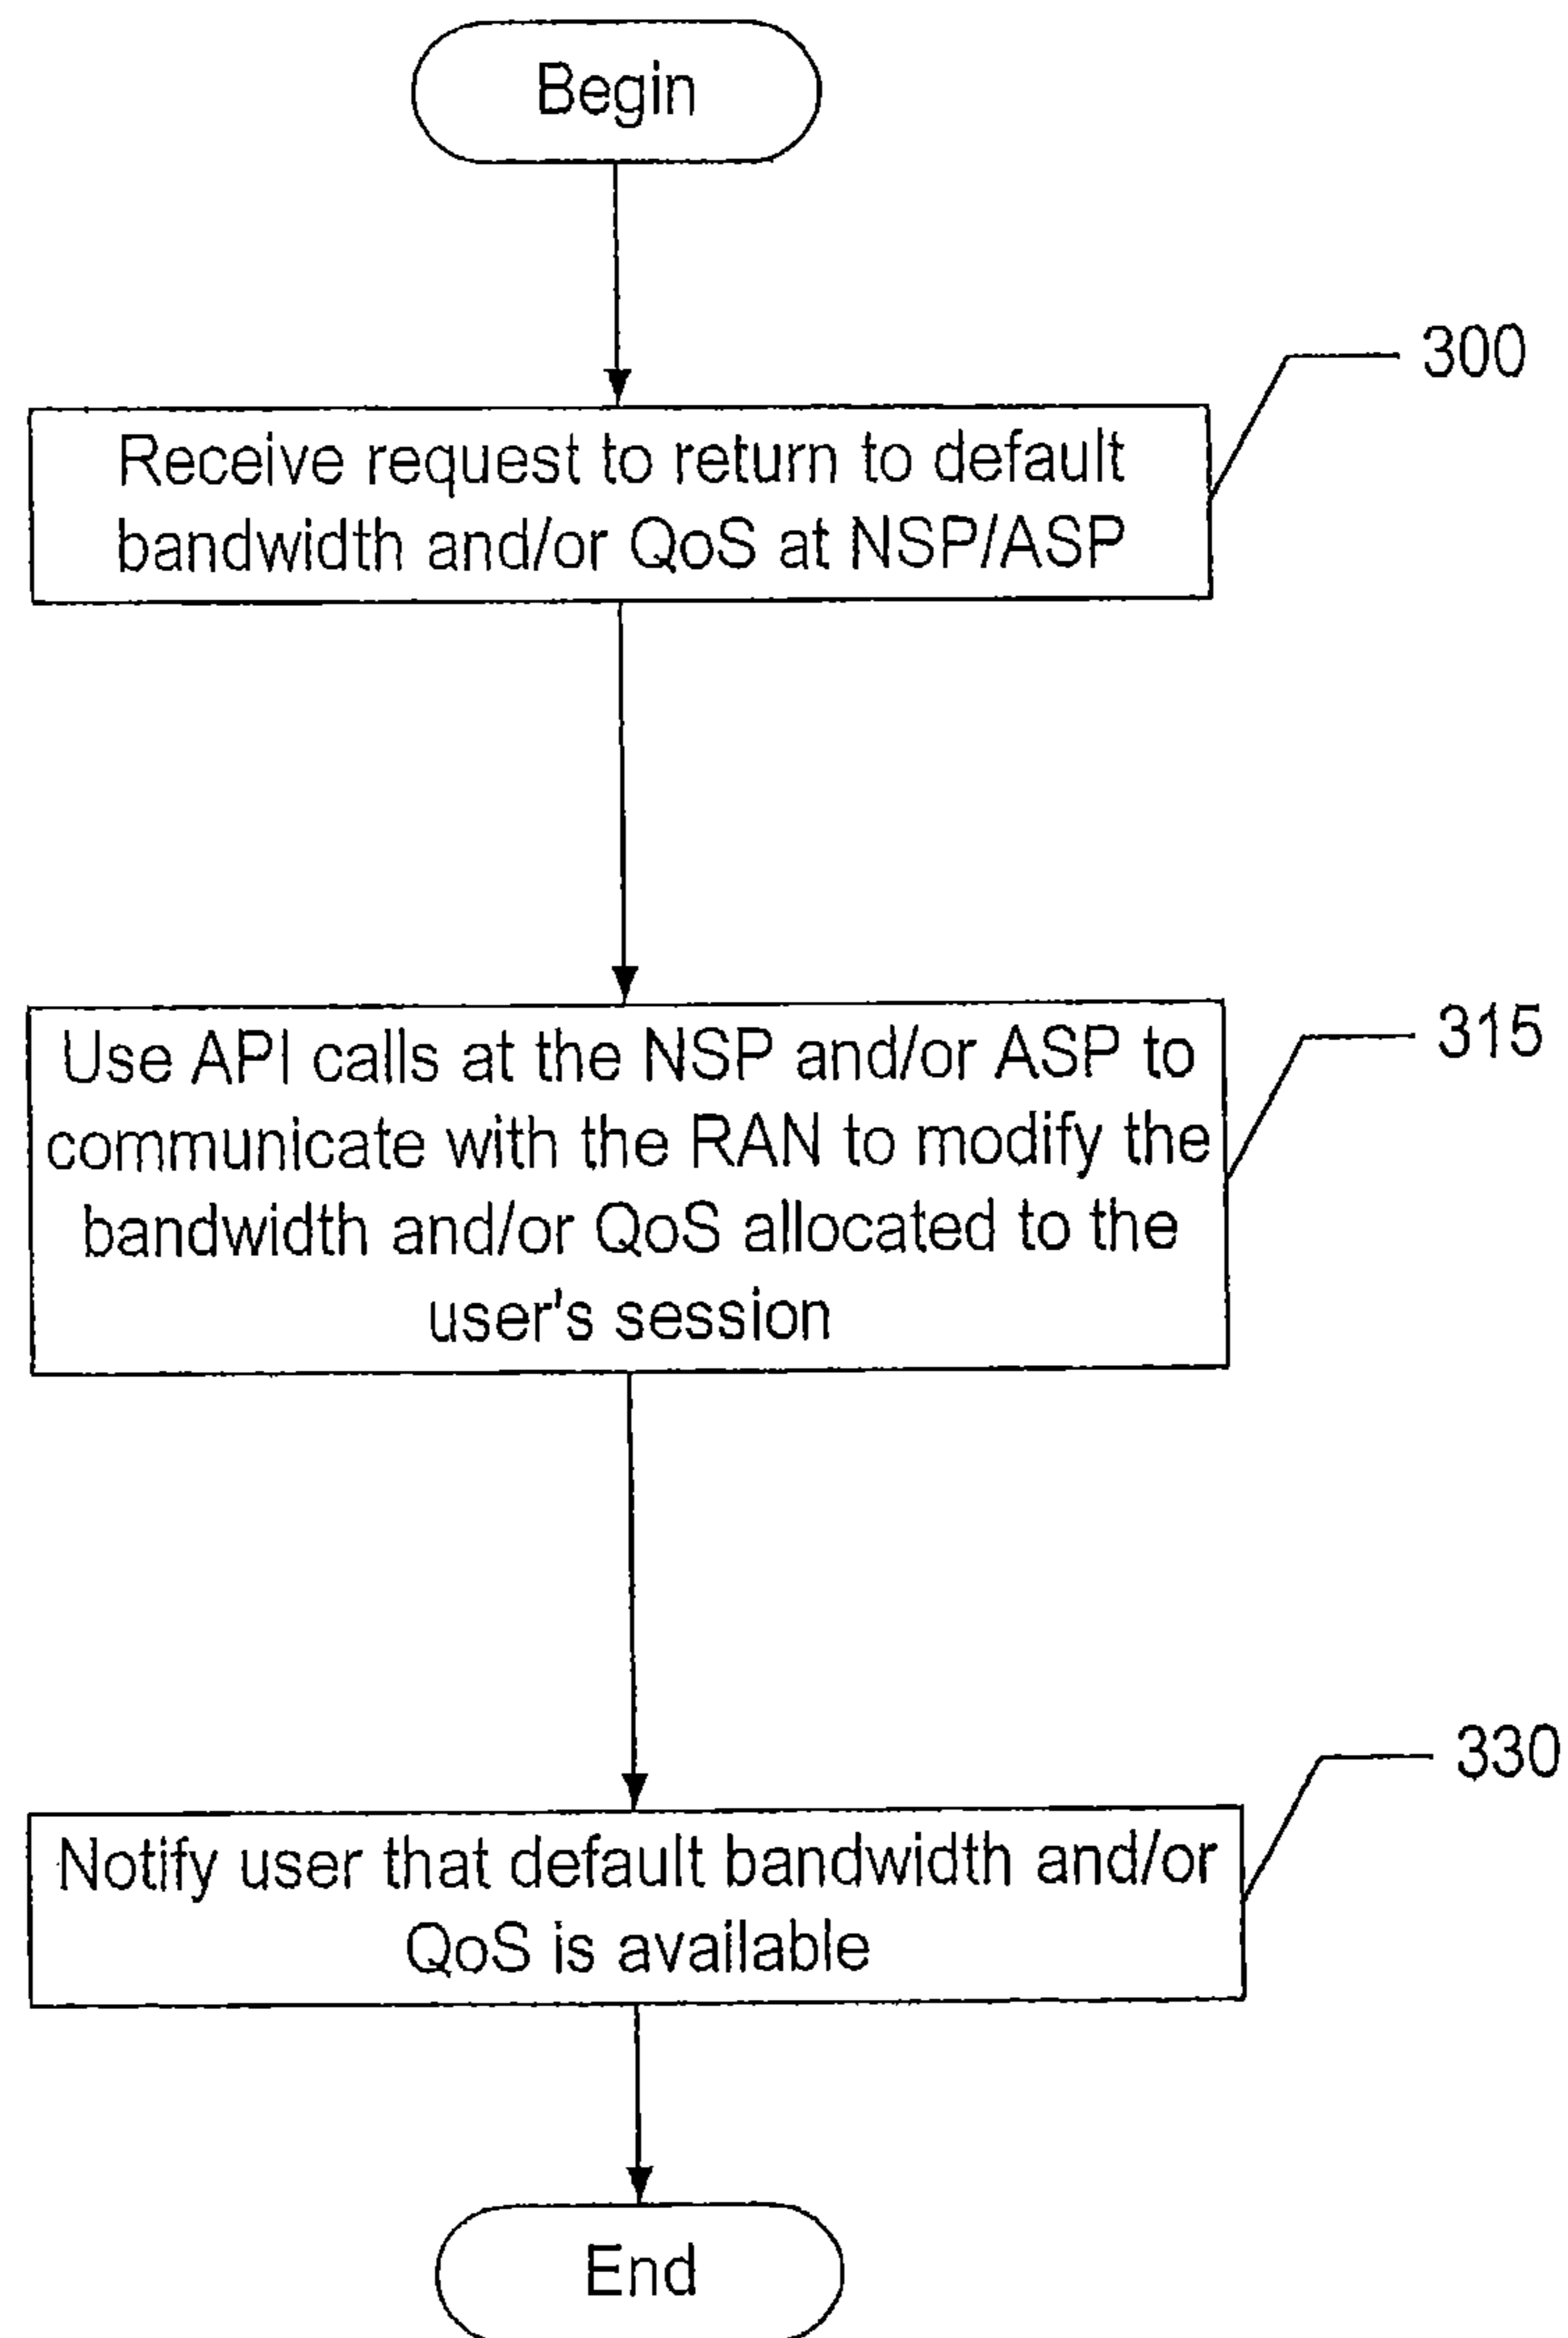 Begin
300
Receive request to return to default
bandwidth and/or QoS at NSP/ASP
315
Use API calls at the NSP and/or ASP to
communicate with the RAN to modify the
bandwidth and/or QoS allocated to the
user's session
330
Notify user that default bandwidth and/or
QoS is available
End